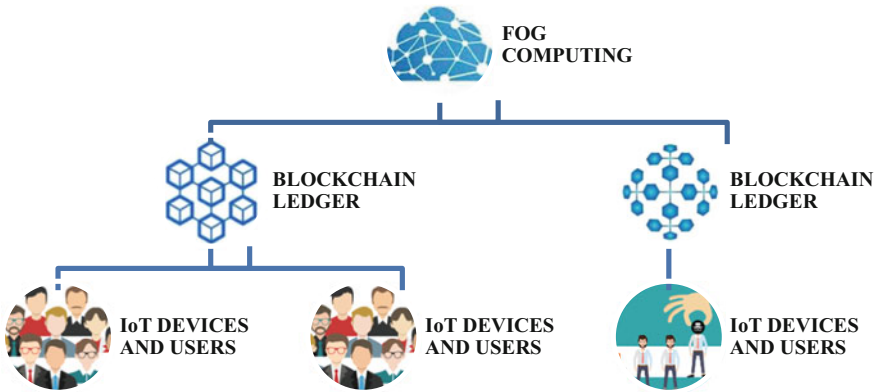 FOG
COMPUTING
BLOCKCHAIN
LEDGER
BLOCKCHAIN
LEDGER
IoT DEVICES
AND USERS
IoT DEVICES
AND USERS
IoT DEVICES
AND USERS